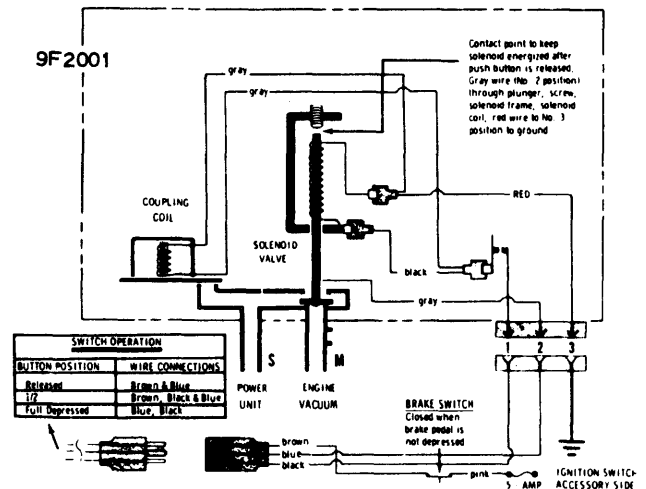 9F2001
Contact point to keep
solenoid energized after
push button is released.
Gray wire (No. 2 position)
through plunger, screw,
solenoid frame, solenoid
coil, red wire to No. 3
position to ground
gray
gray
RED
COUPLING
COIL
SOLENOID
VALVE
black
gray
1 2 3
S M
POWER
UNIT
ENGINE
VACUUM
SWITCH OPERATION
BUTTON POSITION WIRE CONNECTIONS
Released Brown & Blue
1/2 Brown, Black & Blue
Full Depressed Blue, Black
BRAKE SWITCH
Closed when
brake pedal is
not depressed
brown
blue
black
pink
5 AMP
IGNITION SWITCH
ACCESSORY SIDE